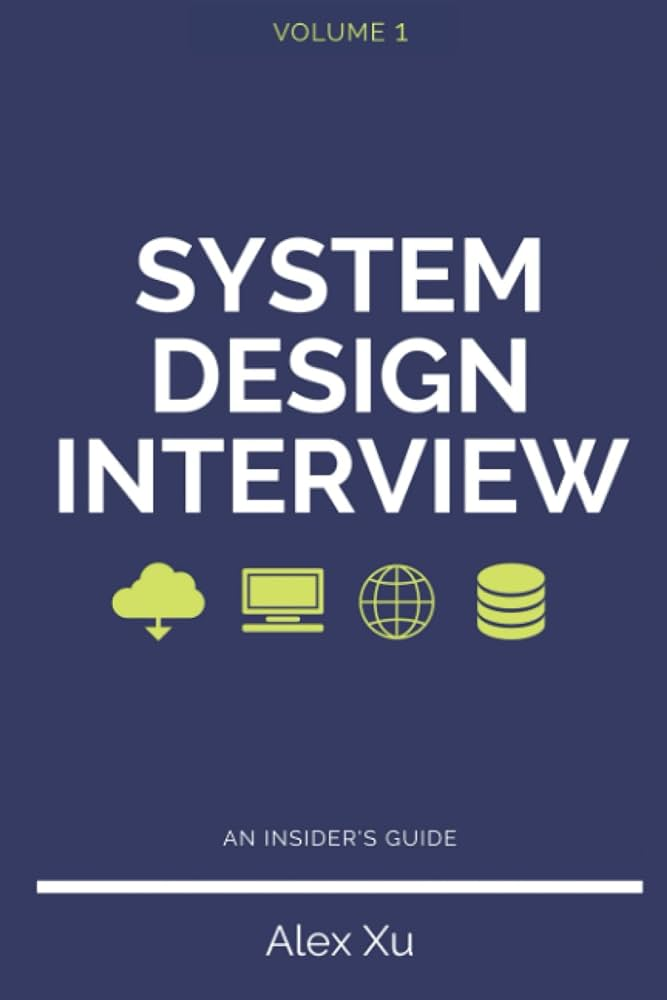 VOLUME 1
SYSTEM
DESIGN
INTERVIEW
AN INSIDER'S GUIDE
Alex Xu